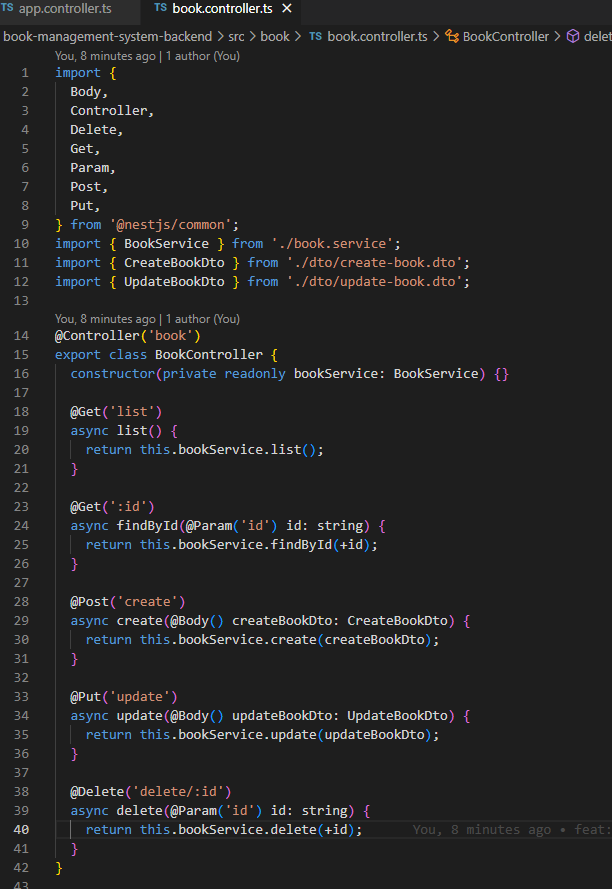 TS app.controller.ts TS book.controller.ts ✕
book-management-system-backend > src > book > TS book.controller.ts > BookController > delet
You, 8 minutes ago | 1 author (You)
1 import {
2 Body,
3 Controller,
4 Delete,
5 Get,
6 Param,
7 Post,
8 Put,
9 } from '@nestjs/common';
10 import { BookService } from './book.service';
11 import { CreateBookDto } from './dto/create-book.dto';
12 import { UpdateBookDto } from './dto/update-book.dto';
13
You, 8 minutes ago | 1 author (You)
14 @Controller('book')
15 export class BookController {
16 constructor(private readonly bookService: BookService) {}
17
18 @Get('list')
19 async list() {
20 return this.bookService.list();
21 }
22
23 @Get(':id')
24 async findById(@Param('id') id: string) {
25 return this.bookService.findById(+id);
26 }
27
28 @Post('create')
29 async create(@Body() createBookDto: CreateBookDto) {
30 return this.bookService.create(createBookDto);
31 }
32
33 @Put('update')
34 async update(@Body() updateBookDto: UpdateBookDto) {
35 return this.bookService.update(updateBookDto);
36 }
37
38 @Delete('delete/:id')
39 async delete(@Param('id') id: string) {
40 return this.bookService.delete(+id); You, 8 minutes ago • feat:
41 }
42 }
43